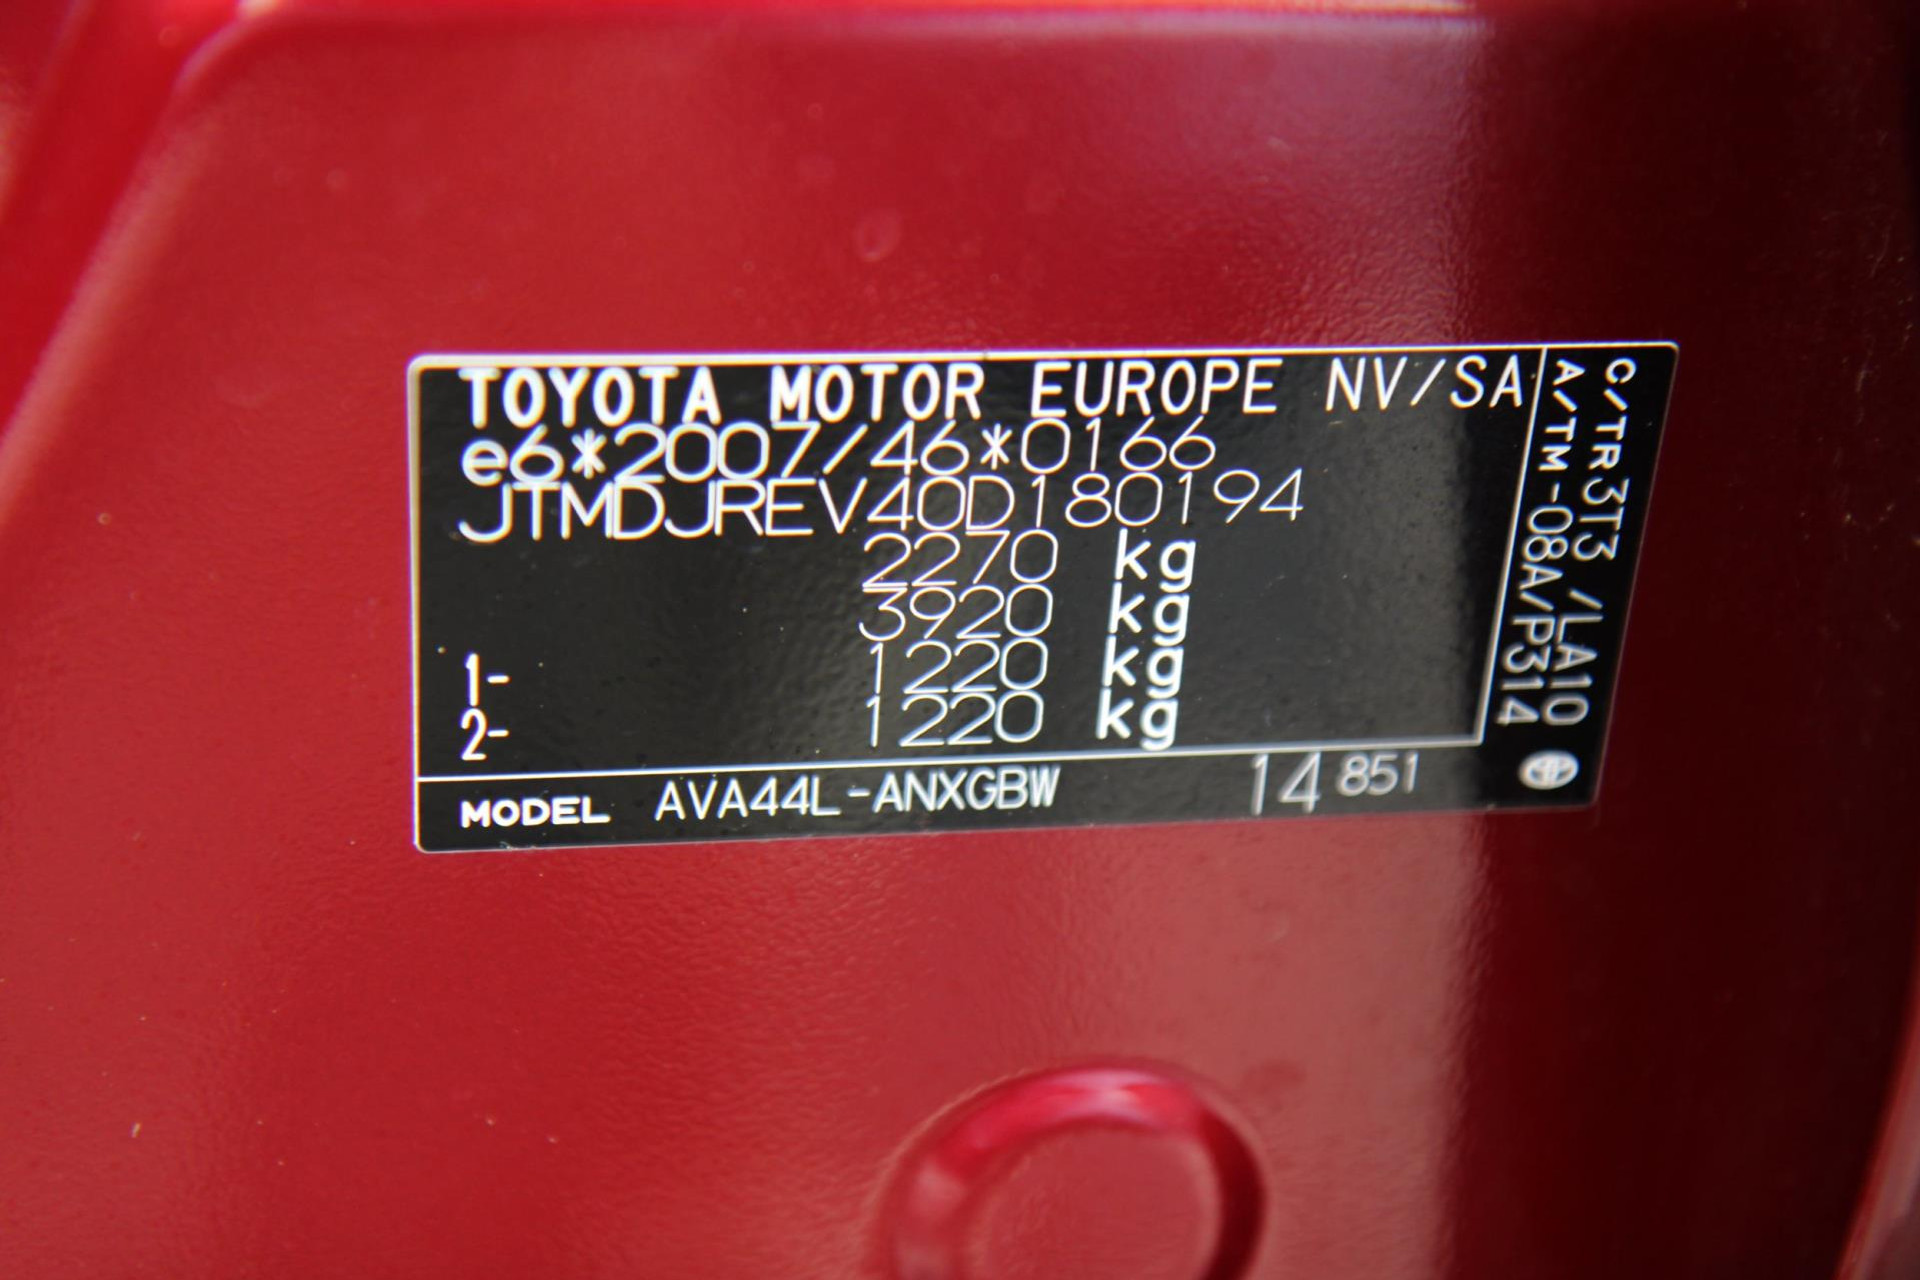 TOYOTA MOTOR EUROPE NV/SA
e6*2007/46*0166
JTMDJREV40D180194
2270 kg
3920 kg
1- 1220 kg
2- 1220 kg
MODEL AVA44L-ANXGBW 14 851
C/TR3T3 /LA10
A/TM-08A/P314